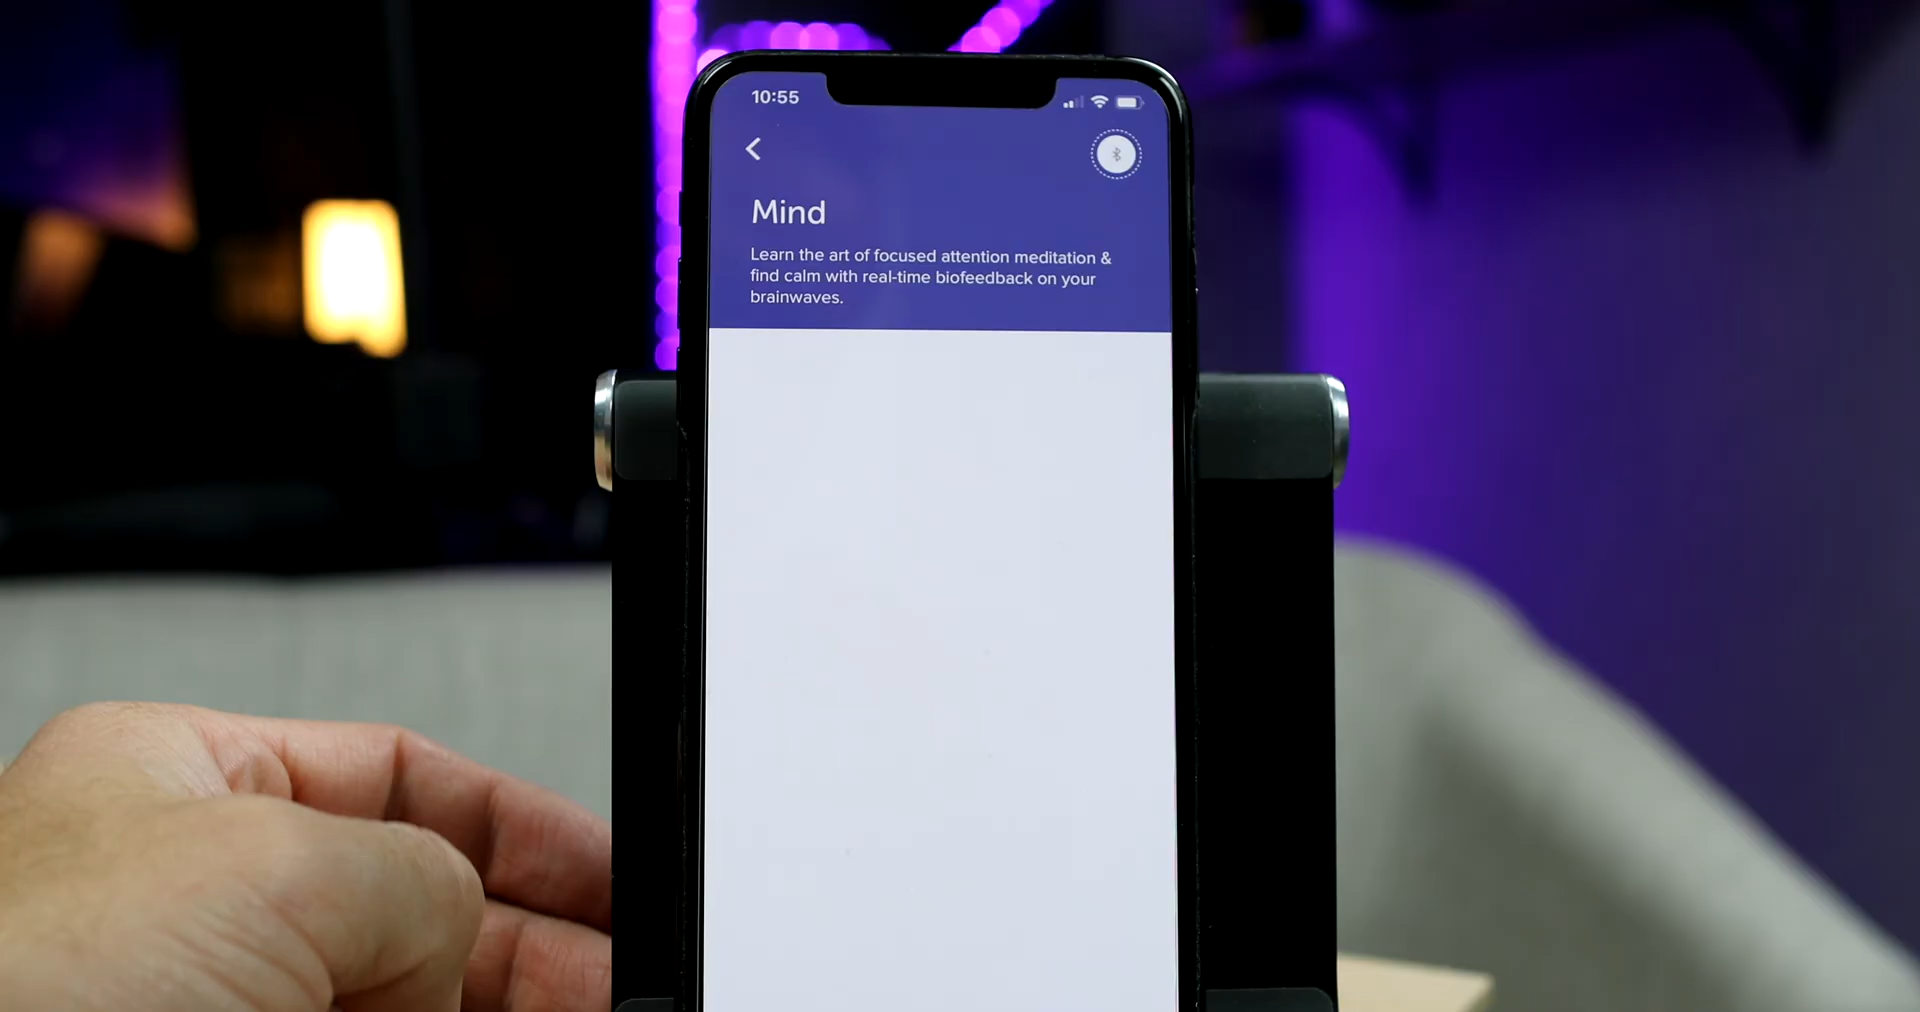 10:55
Mind
Learn the art of focused attention meditation &
find calm with real-time biofeedback on your
brainwaves.